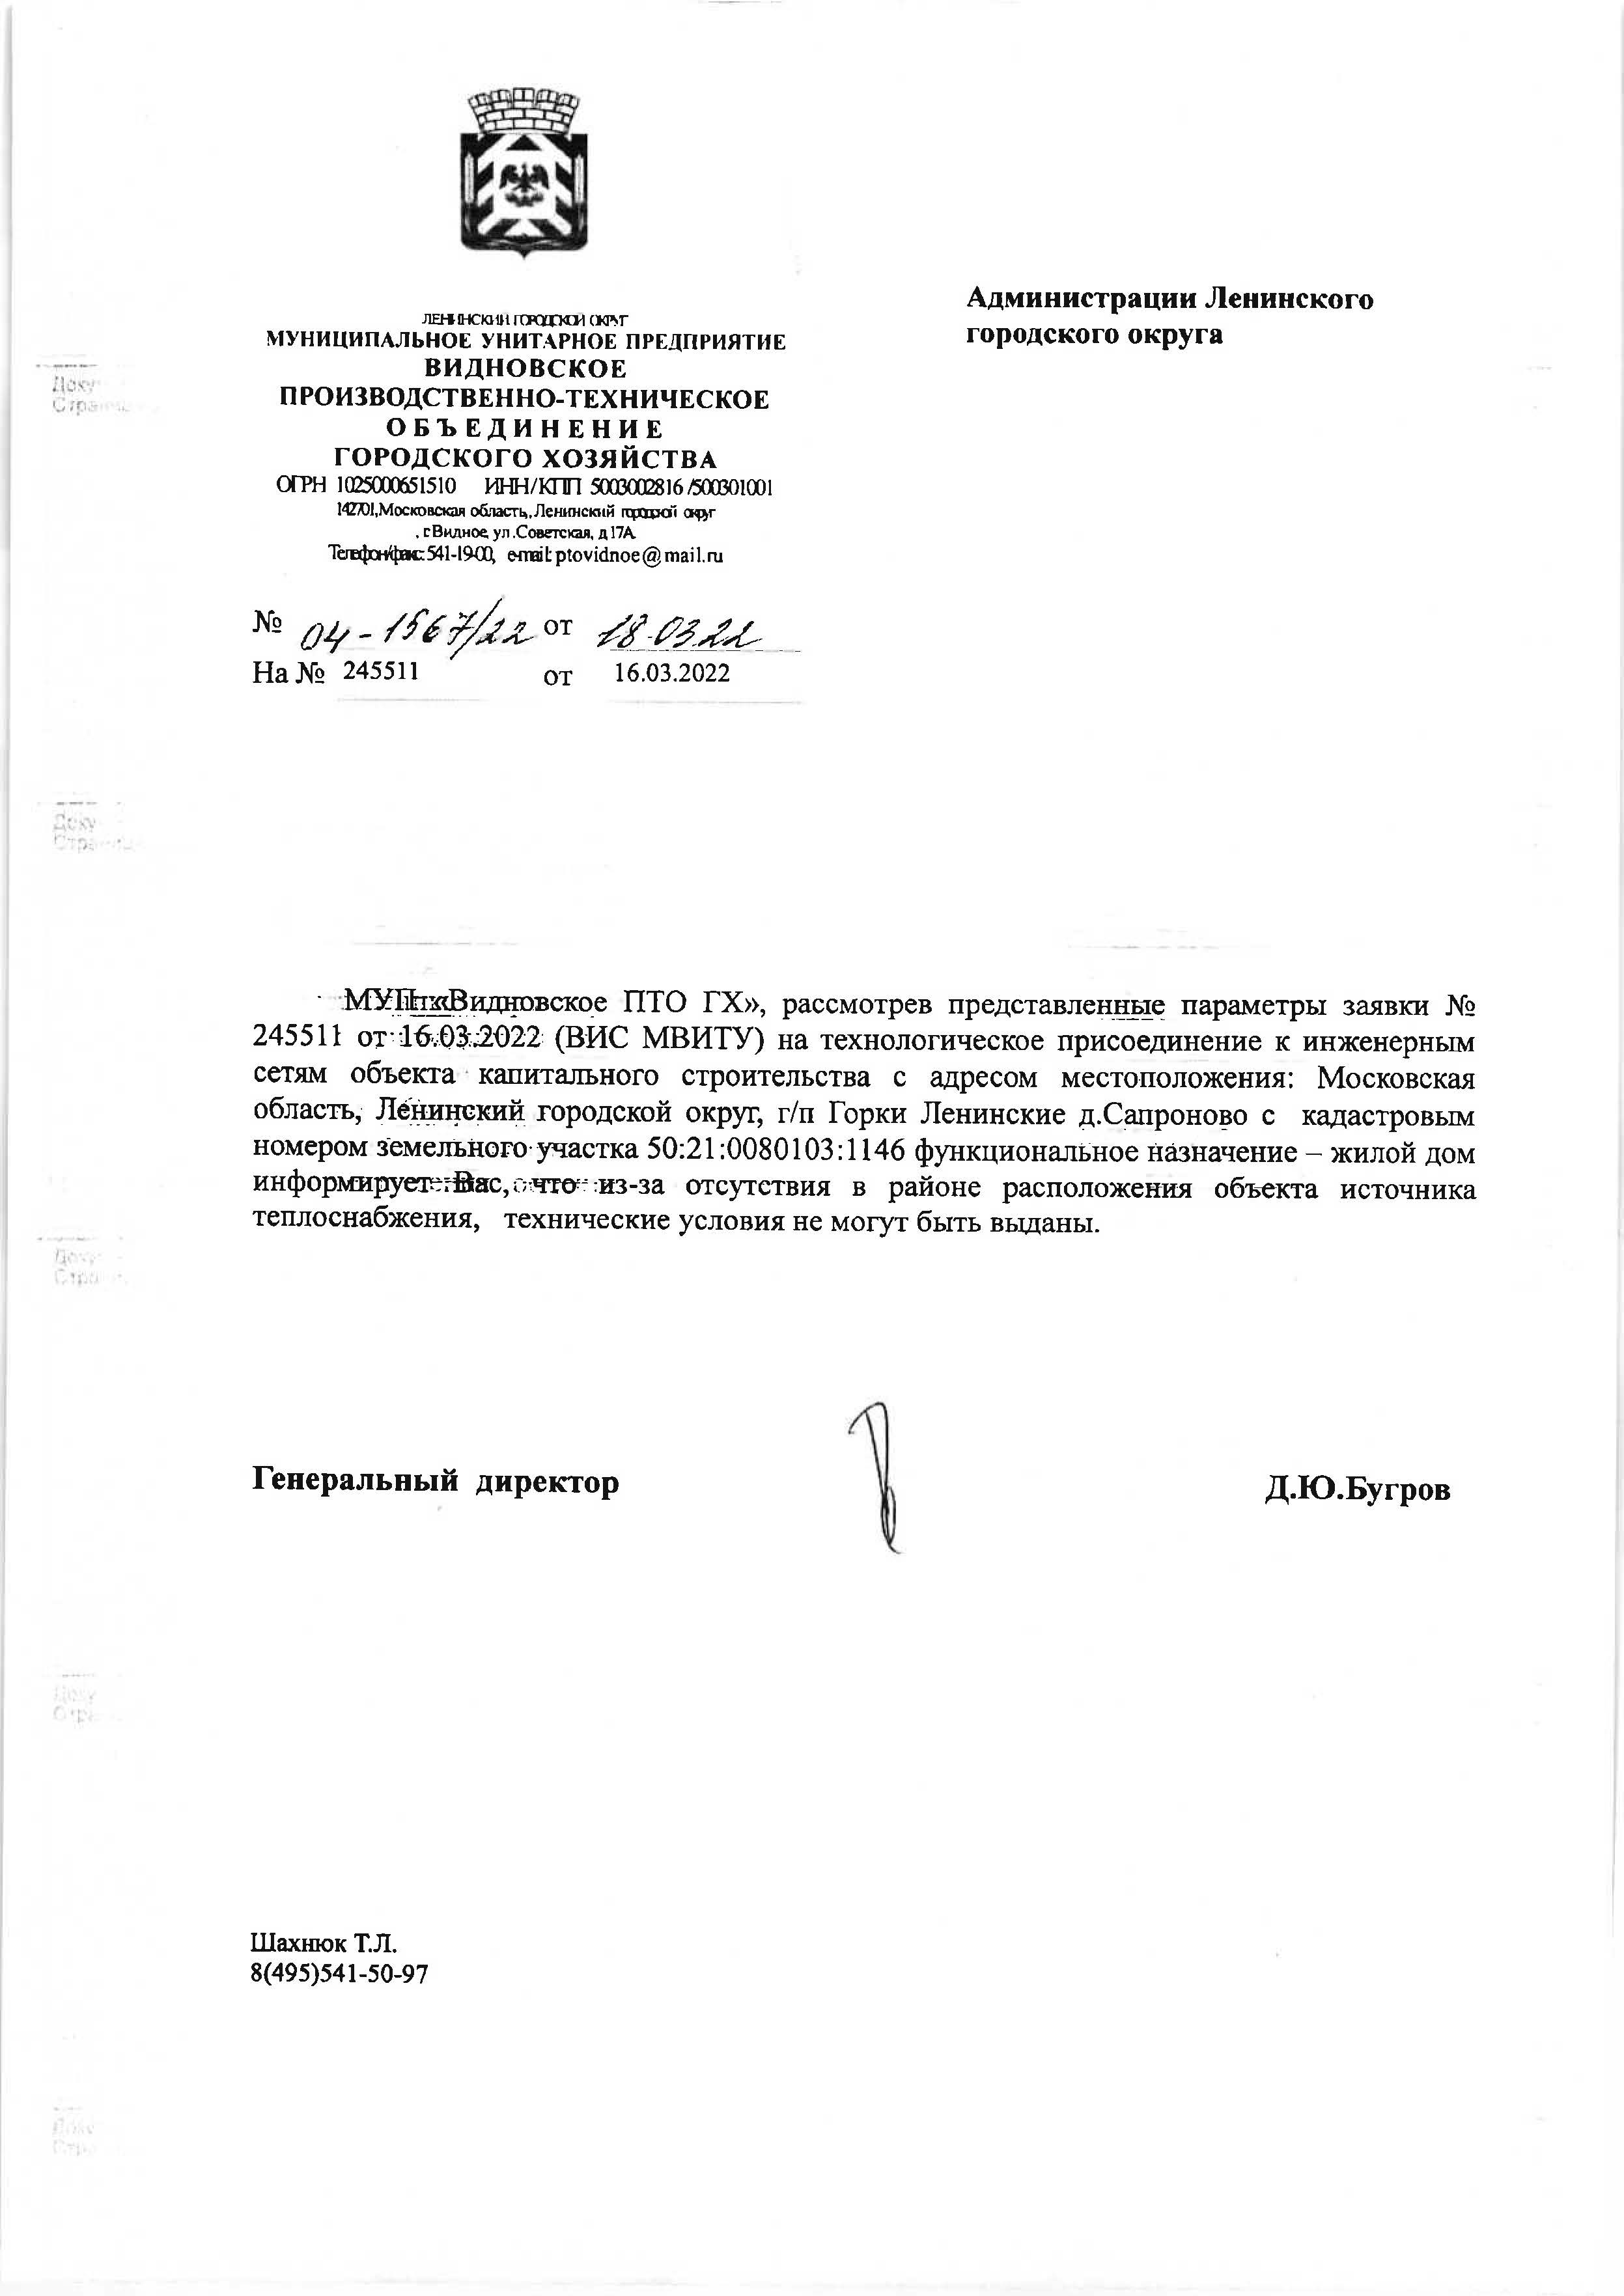 ЛЕНИНСКИЙ ГОРОДСКОЙ ОКРУГ
МУНИЦИПАЛЬНОЕ УНИТАРНОЕ ПРЕДПРИЯТИЕ
ВИДНОВСКОЕ
ПРОИЗВОДСТВЕННО-ТЕХНИЧЕСКОЕ
ОБЪЕДИНЕНИЕ
ГОРОДСКОГО ХОЗЯЙСТВА
ОГРН 1025000651510 ИНН/КПП 5003002816/500301001
142701,Московская область,Ленинский городской округ
, г.Видное, ул.Советская, д.17А.
Телефон/факс: 541-19-00, e-mail: ptovidnoe@mail.ru
Администрации Ленинского
городского округа
№ 04-1567/22 от 18.03.22
На № 245511 от 16.03.2022
МУП «Видновское ПТО ГХ», рассмотрев представленные параметры заявки №
245511 от 16.03.2022 (ВИС МВИТУ) на технологическое присоединение к инженерным
сетям объекта капитального строительства с адресом местоположения: Московская
область, Ленинский городской округ, г/п Горки Ленинские д.Сапроново с кадастровым
номером земельного участка 50:21:0080103:1146 функциональное назначение – жилой дом
информирует Вас, что из-за отсутствия в районе расположения объекта источника
теплоснабжения, технические условия не могут быть выданы.
Генеральный директор Д.Ю.Бугров
Шахнюк Т.Л.
8(495)541-50-97